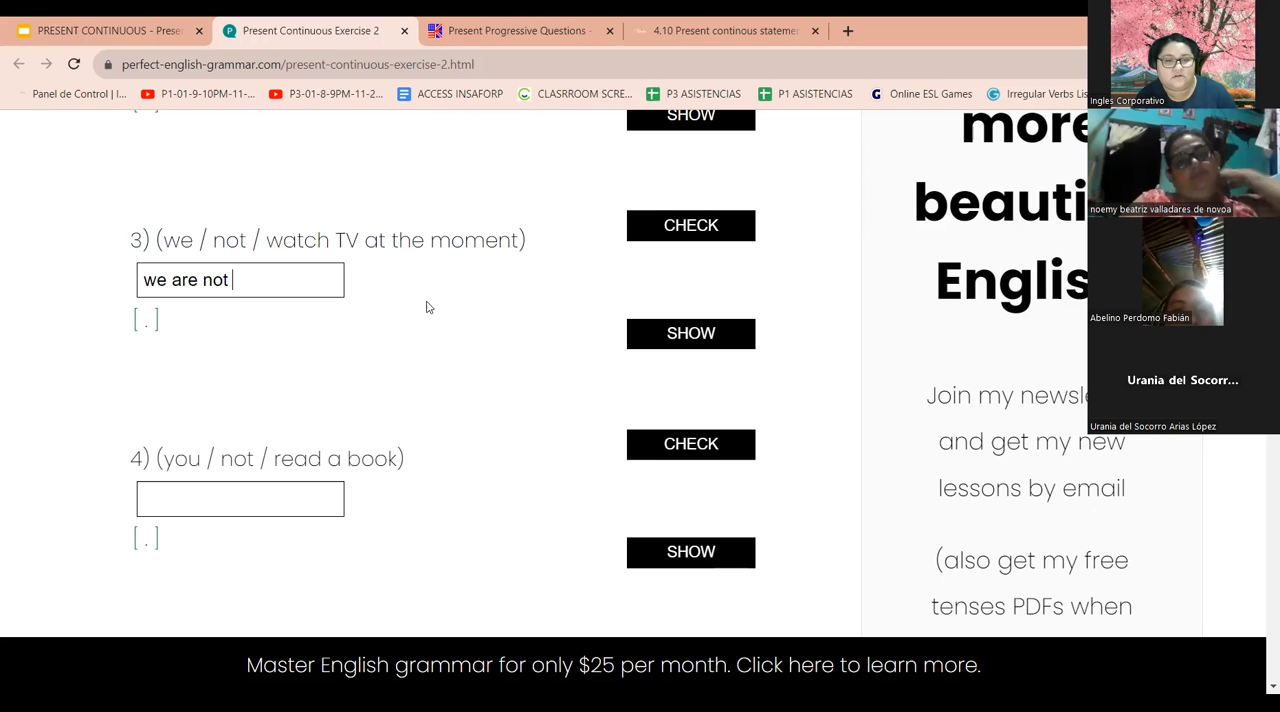 PRESENT CONTINUOUS - Prese
Present Continuous Exercise 2
Present Progressive Questions -
4.10 Present continous stateme
perfect-english-grammar.com/present-continuous-exercise-2.html
Panel de Control | I...
P1-01-9-10PM-11-...
P3-01-8-9PM-11-2...
ACCESS INSAFORP
CLASRROOM SCRE...
P3 ASISTENCIAS
P1 ASISTENCIAS
Online ESL Games
Irregular Verbs Lis
Ingles Corporativo
noemy beatriz valladares de novoa
Abelino Perdomo Fabián
Urania del Socorr...
Urania del Socorro Arias López
[ . ]
SHOW
3) (we / not / watch TV at the moment)
CHECK
we are not
[ . ]
SHOW
4) (you / not / read a book)
CHECK
[ . ]
SHOW
more
beauti
Englis
Join my newsle
and get my new
lessons by email
(also get my free
tenses PDFs when
Master English grammar for only $25 per month. Click here to learn more.